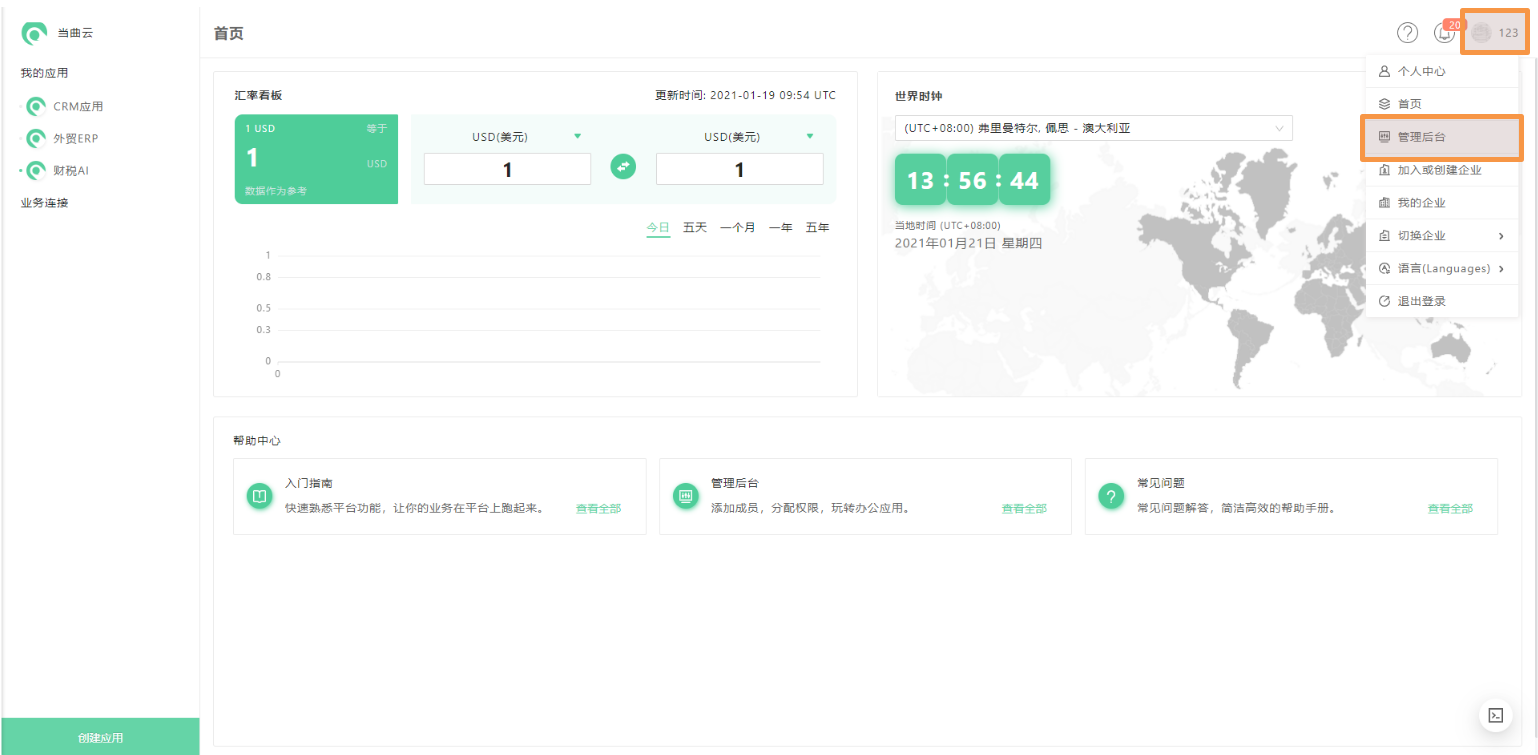 当曲云
我的应用
CRM应用
外贸ERP
财税AI
业务连接
创建应用
首页
20
123
个人中心
首页
管理后台
加入或创建企业
我的企业
切换企业
语言(Languages)
退出登录
汇率看板
更新时间: 2021-01-19 09:54 UTC
1 USD 等于
1 USD
数据作为参考
USD(美元) USD(美元)
1 1
今日 五天 一个月 一年 五年
1
0.8
0.5
0.3
0
0
世界时钟
(UTC+08:00) 弗里曼特尔, 佩思 - 澳大利亚
13 : 56 : 44
当地时间 (UTC+08:00)
2021年01月21日 星期四
帮助中心
入门指南
快速熟悉平台功能，让你的业务在平台上跑起来。 查看全部
管理后台
添加成员，分配权限，玩转办公应用。 查看全部
常见问题
常见问题解答，简洁高效的帮助手册。 查看全部